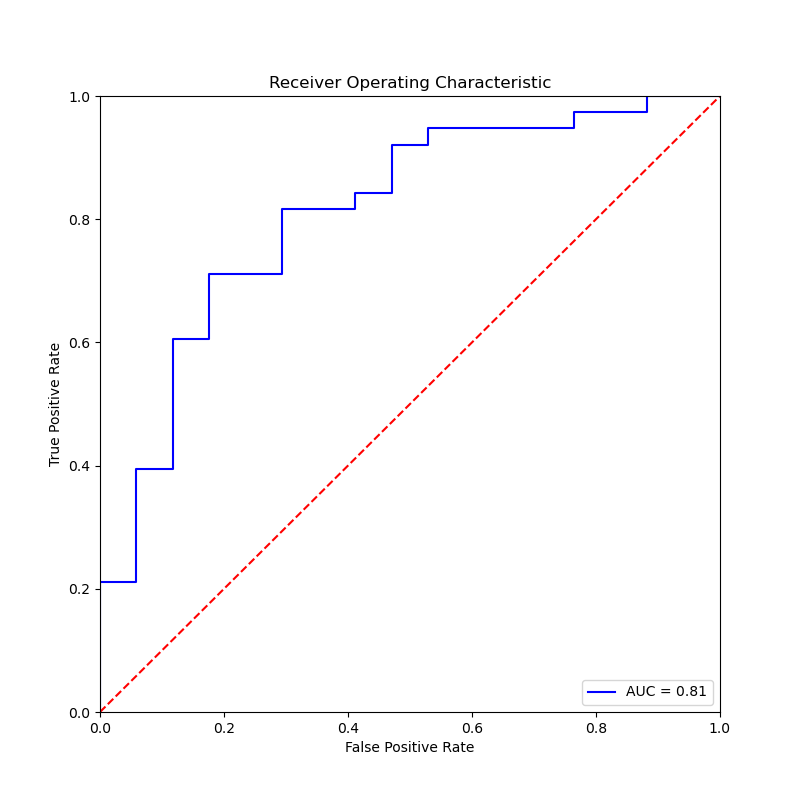 Receiver Operating Characteristic
1.0
0.8
0.6
0.4
0.2
0.0
True Positive Rate
AUC = 0.81
0.0 0.2 0.4 0.6 0.8 1.0
False Positive Rate